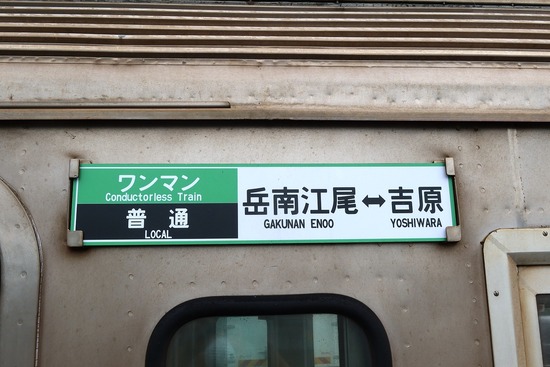 ワンマン
Conductorless Train
普通
LOCAL
岳南江尾↔吉原
GAKUNAN ENOO YOSHIWARA